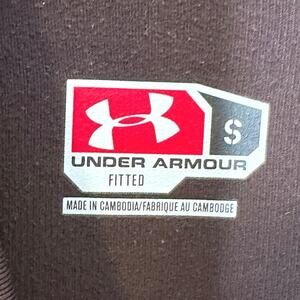 S
UNDER ARMOUR
FITTED
MADE IN CAMBODIA/FABRIQUE AU CAMBODGE